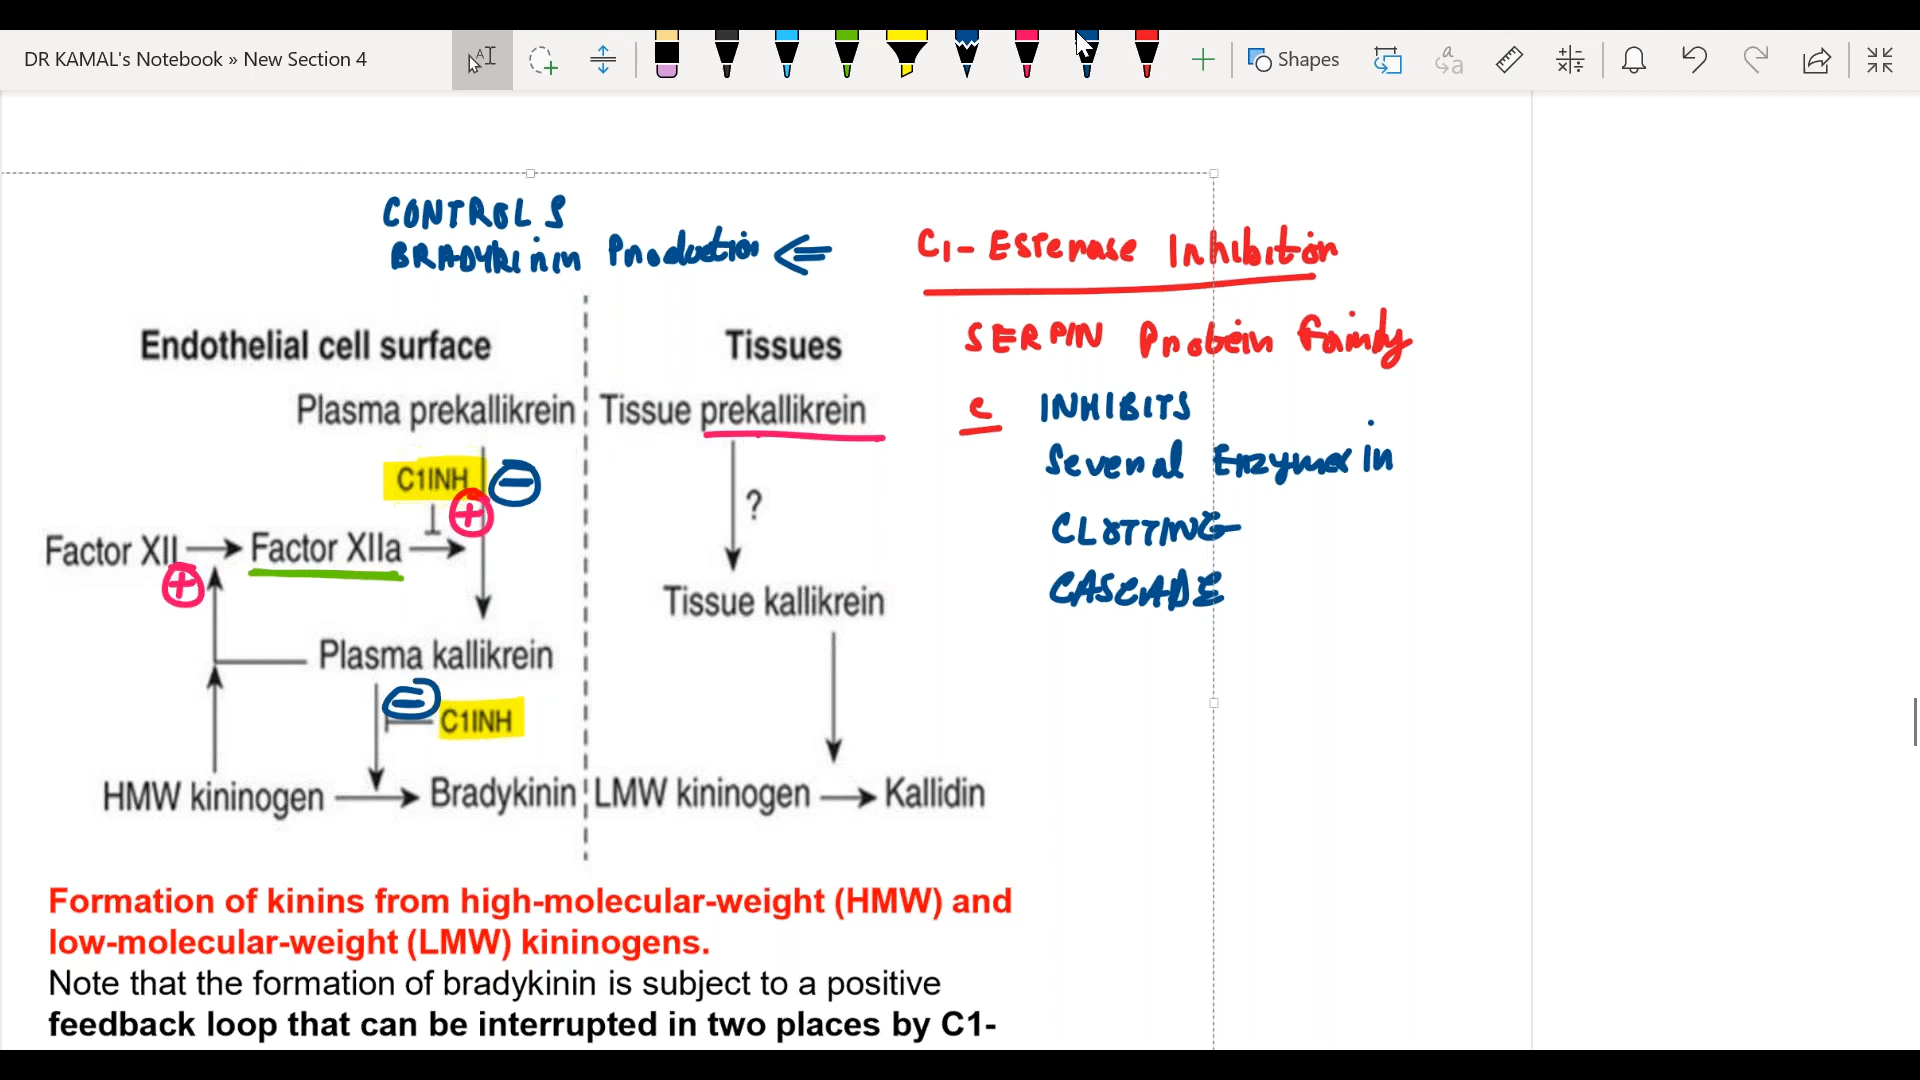 DR KAMAL's Notebook » New Section 4
Shapes
CONTROLS
BRADYKININ Production
C1-Esterase Inhibitor
SERPIN Protein family
Endothelial cell surface
Tissues
Plasma prekallikrein
Tissue prekallikrein
C INHIBITS
Several Enzymes in
CLOTTING
CASCADE
C1INH
?
Factor XII
Factor XIIa
Tissue kallikrein
Plasma kallikrein
C1INH
HMW kininogen
Bradykinin
LMW kininogen
Kallidin
Formation of kinins from high-molecular-weight (HMW) and
low-molecular-weight (LMW) kininogens.
Note that the formation of bradykinin is subject to a positive
feedback loop that can be interrupted in two places by C1-